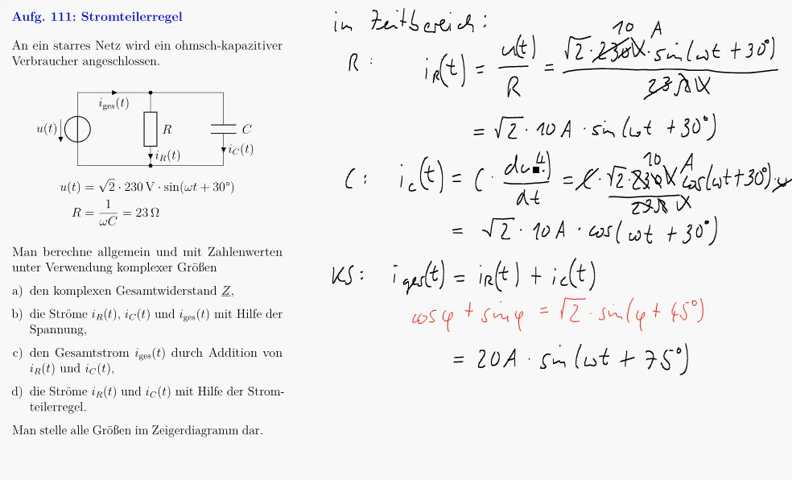 Aufg. 111: Stromteilerregel
An ein starres Netz wird ein ohmsch-kapazitiver
Verbraucher angeschlossen.
i_ges(t)
u(t) R C
i_R(t) i_C(t)
u(t) = √2 · 230 V · sin(ωt + 30°)
R = 1/(ωC) = 23 Ω
Man berechne allgemein und mit Zahlenwerten
unter Verwendung komplexer Größen
a) den komplexen Gesamtwiderstand Z,
b) die Ströme i_R(t), i_C(t) und i_ges(t) mit Hilfe der
Spannung,
c) den Gesamtstrom i_ges(t) durch Addition von
i_R(t) und i_C(t),
d) die Ströme i_R(t) und i_C(t) mit Hilfe der Strom-
teilerregel.
Man stelle alle Größen im Zeigerdiagramm dar.
in Zeitbereich:
R: i_R(t) = u(t)/R = √2 · 230 V 10 A · sin(ωt + 30°)
= √2 · 10 A · sin(ωt + 30°)
C: i_C(t) = C · du/dt = √2 · 230 V 10 A cos(ωt + 30°) · ω
= √2 · 10 A · cos(ωt + 30°)
KS: i_ges(t) = i_R(t) + i_C(t)
cos φ + sin φ = √2 · sin(φ + 45°)
= 20 A · sin(ωt + 75°)